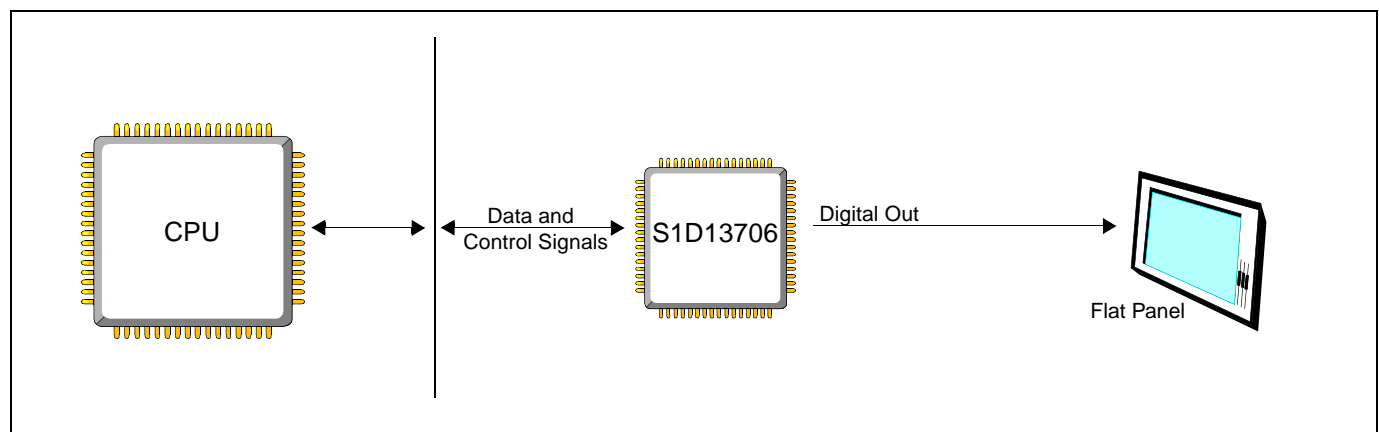 CPU
Data and
Control Signals
S1D13706
Digital Out
Flat Panel